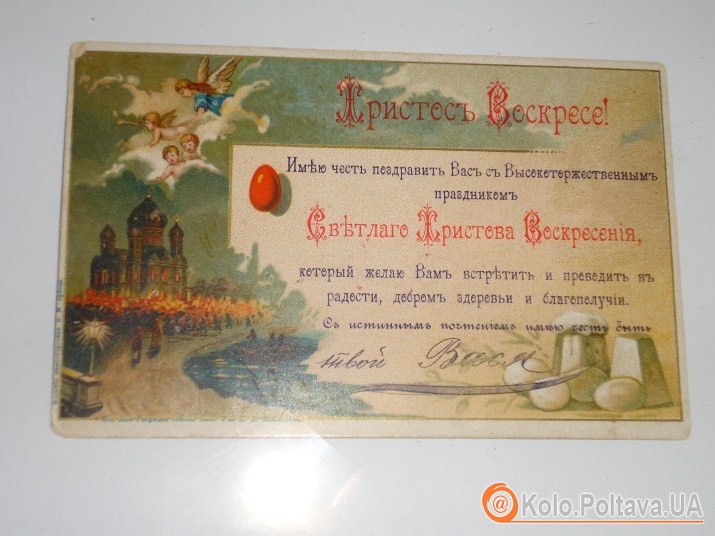 Христосъ Воскресе!
Имѣю честь поздравить Васъ съ Высокоторжественнымъ
праздникомъ
Свѣтлаго Христова Воскресенія,
который желаю Вамъ встрѣтить и проводить въ
радости, добромъ здоровьи и благополучіи.
Съ истиннымъ почтеніемъ имѣю честь быть
твой Вася
@Kolo.Poltava.UA